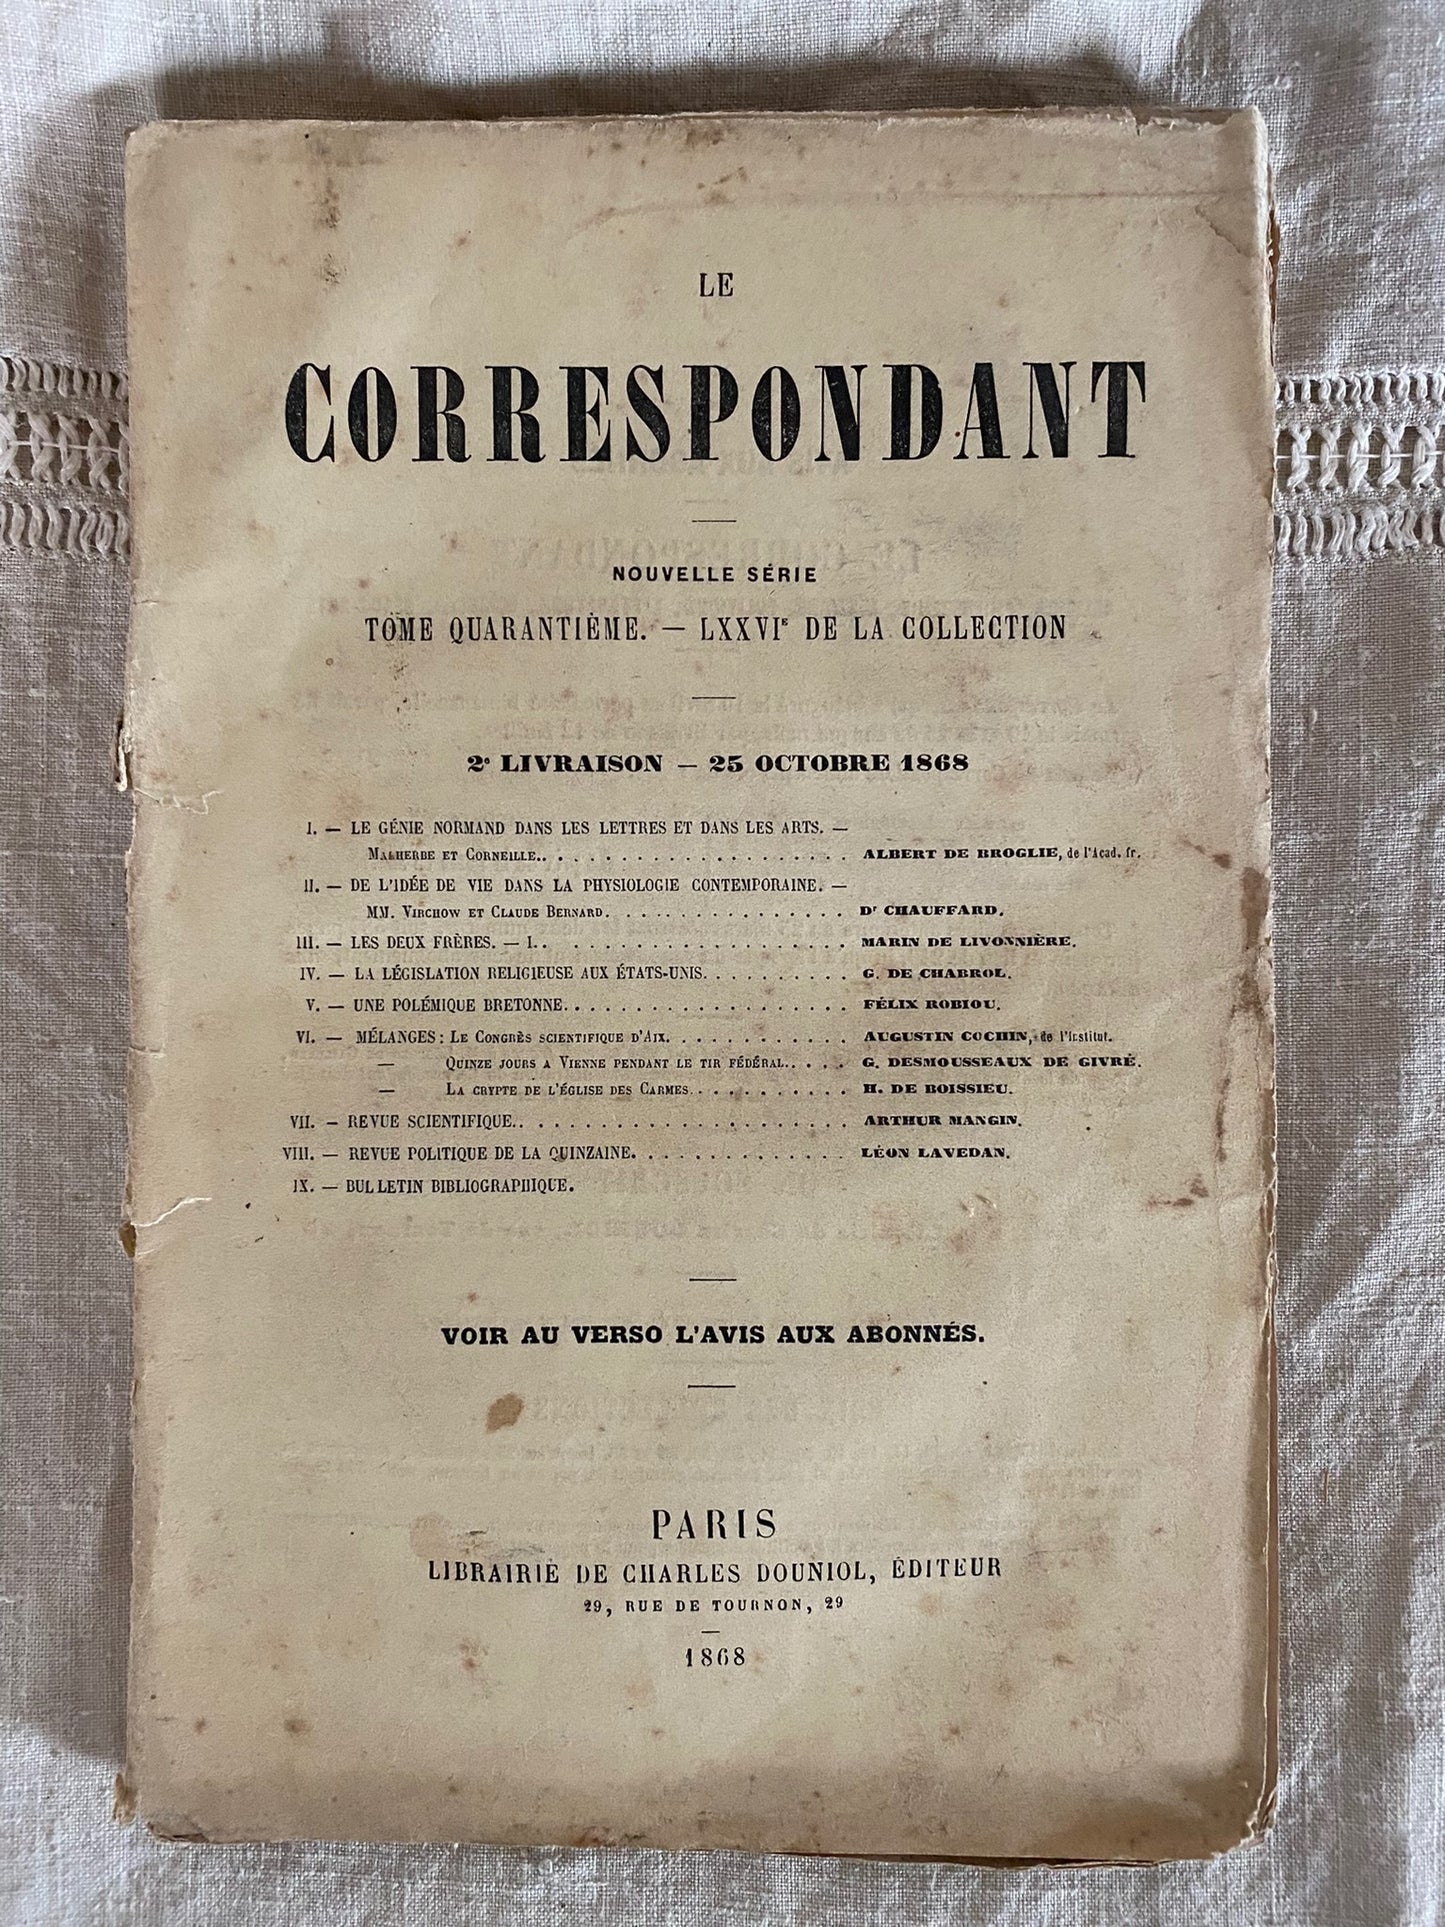 LE
CORRESPONDANT
NOUVELLE SÉRIE
TOME QUARANTIÈME. — LXXVIᴱ DE LA COLLECTION
2ᵉ LIVRAISON — 25 OCTOBRE 1868
I. — LE GÉNIE NORMAND DANS LES LETTRES ET DANS LES ARTS. —
MALHERBE ET CORNEILLE. . . . . . . . . . . . . . . . . . . . ALBERT DE BROGLIE, de l'Acad. fr.
II. — DE L'IDÉE DE VIE DANS LA PHYSIOLOGIE CONTEMPORAINE. —
MM. VIRCHOW ET CLAUDE BERNARD. . . . . . . . . . . . . . . Dʳ CHAUFFARD.
III. — LES DEUX FRÈRES. — I. . . . . . . . . . . . . . . . . . . MARIN DE LIVONNIÈRE.
IV. — LA LÉGISLATION RELIGIEUSE AUX ÉTATS-UNIS. . . . . . . . . G. DE CHABROL.
V. — UNE POLÉMIQUE BRETONNE. . . . . . . . . . . . . . . . . . FÉLIX ROBIOU.
VI. — MÉLANGES : LE CONGRÈS SCIENTIFIQUE D'AIX. . . . . . . . . . . . AUGUSTIN COCHIN, de l'Institut.
— QUINZE JOURS A VIENNE PENDANT LE TIR FÉDÉRAL. . . . . G. DESMOUSSEAUX DE GIVRÉ.
— LA CRYPTE DE L'ÉGLISE DES CARMES. . . . . . . . . . . . H. DE BOISSIEU.
VII. — REVUE SCIENTIFIQUE. . . . . . . . . . . . . . . . . . . . . ARTHUR MANGIN.
VIII. — REVUE POLITIQUE DE LA QUINZAINE. . . . . . . . . . . . . . LÉON LAVEDAN.
IX. — BULLETIN BIBLIOGRAPHIQUE.
VOIR AU VERSO L'AVIS AUX ABONNÉS.
PARIS
LIBRAIRIE DE CHARLES DOUNIOL, ÉDITEUR
29, RUE DE TOURNON, 29
1868